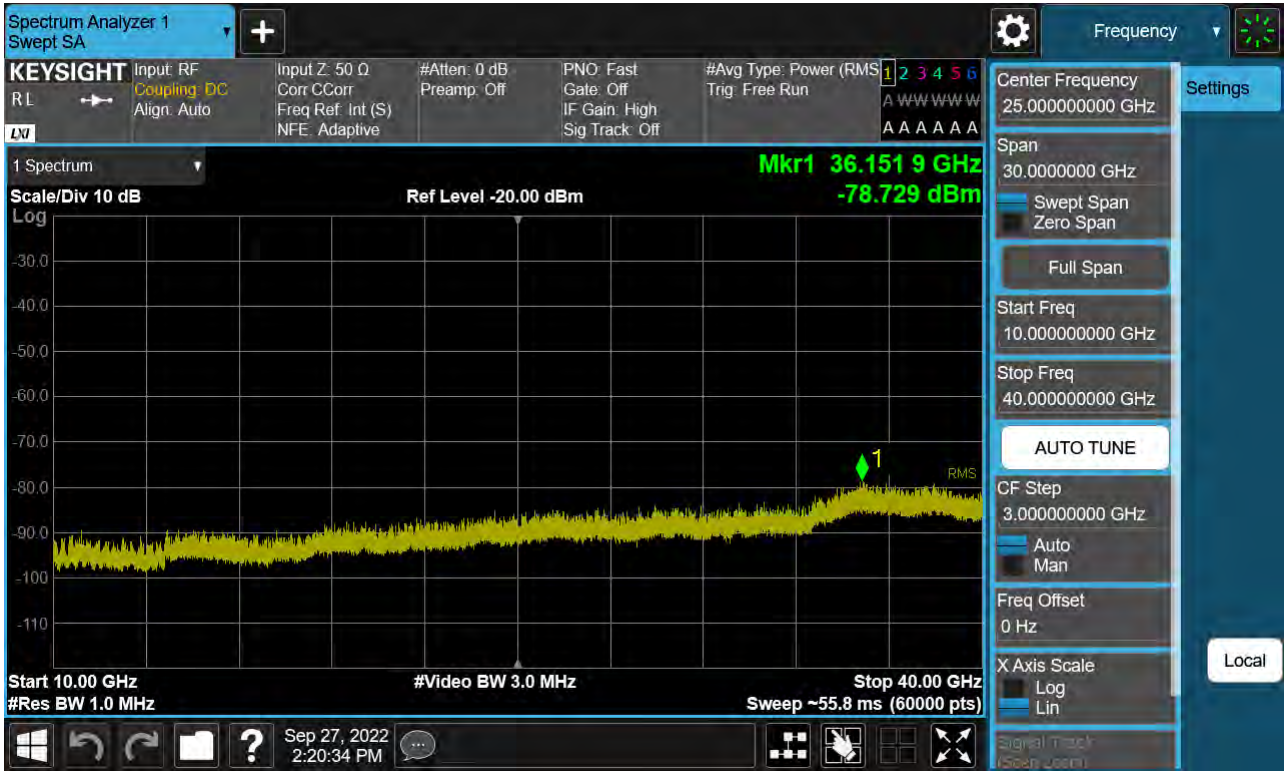 Spectrum Analyzer 1
Swept SA
Frequency
KEYSIGHT
R L
LXI
Input: RF
Coupling: DC
Align: Auto
Input Z: 50 Ω
Corr CCorr
Freq Ref: Int (S)
NFE: Adaptive
#Atten: 0 dB
Preamp: Off
PNO: Fast
Gate: Off
IF Gain: High
Sig Track: Off
#Avg Type: Power (RMS
Trig: Free Run
1 2 3 4 5 6
A W W W W W
A A A A A A
1 Spectrum
Scale/Div 10 dB
Log
Ref Level -20.00 dBm
Mkr1 36.151 9 GHz
-78.729 dBm
-30.0
-40.0
-50.0
-60.0
-70.0
-80.0
-90.0
-100
-110
1
RMS
Start 10.00 GHz
#Res BW 1.0 MHz
#Video BW 3.0 MHz
Stop 40.00 GHz
Sweep ~55.8 ms (60000 pts)
Center Frequency
25.000000000 GHz
Settings
Span
30.0000000 GHz
Swept Span
Zero Span
Full Span
Start Freq
10.000000000 GHz
Stop Freq
40.000000000 GHz
AUTO TUNE
CF Step
3.000000000 GHz
Auto
Man
Freq Offset
0 Hz
X Axis Scale
Log
Lin
Signal Track
(Span Zoom)
Local
?
Sep 27, 2022
2:20:34 PM